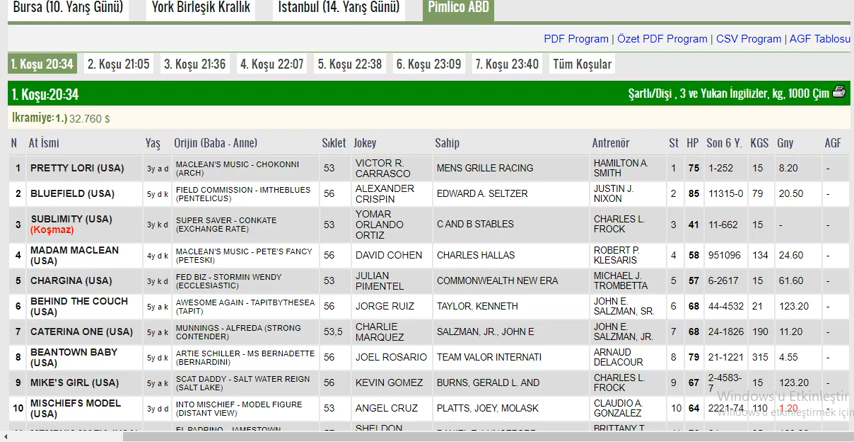 Bursa (10. Yarış Günü) York Birleşik Krallık İstanbul (14. Yarış Günü) Pimlico ABD
PDF Program | Özet PDF Program | CSV Program | AGF Tablosu
1. Koşu 20:34 2. Koşu 21:05 3. Koşu 21:36 4. Koşu 22:07 5. Koşu 22:38 6. Koşu 23:09 7. Koşu 23:40 Tüm Koşular
1. Koşu:20:34 Şartlı/Dişi , 3 ve Yukarı İngilizler, kg, 1000 Çim
İkramiye: 1.) 32.760 $
N At İsmi Yaş Orijin (Baba - Anne) Sıklet Jokey Sahip Antrenör St HP Son 6 Y. KGS Gny AGF
1 PRETTY LORI (USA) 3y a d MACLEAN'S MUSIC - CHOKONNI (ARCH) 53 VICTOR R. CARRASCO MENS GRILLE RACING HAMILTON A. SMITH 1 75 1-252 15 8.20 -
2 BLUEFIELD (USA) 5y d k FIELD COMMISSION - IMTHEBLUES (PENTELICUS) 56 ALEXANDER CRISPIN EDWARD A. SELTZER JUSTIN J. NIXON 2 85 11315-0 79 20.50 -
3 SUBLIMITY (USA) (Koşmaz) 3y k d SUPER SAVER - CONKATE (EXCHANGE RATE) 53 YOMAR ORLANDO ORTIZ C AND B STABLES CHARLES L. FROCK 3 41 11-662 15 - -
4 MADAM MACLEAN (USA) 4y d k MACLEAN'S MUSIC - PETE'S FANCY (PETESKI) 56 DAVID COHEN CHARLES HALLAS ROBERT P. KLESARIS 4 58 951096 134 24.60 -
5 CHARGINA (USA) 3y k d FED BIZ - STORMIN WENDY (ECCLESIASTIC) 53 JULIAN PIMENTEL COMMONWEALTH NEW ERA MICHAEL J. TROMBETTA 5 57 6-2617 15 61.60 -
6 BEHIND THE COUCH (USA) 5y a k AWESOME AGAIN - TAPITBYTHESEA (TAPIT) 56 JORGE RUIZ TAYLOR, KENNETH JOHN E. SALZMAN, SR. 6 68 44-4532 21 123.20 -
7 CATERINA ONE (USA) 5y a k MUNNINGS - ALFREDA (STRONG CONTENDER) 53,5 CHARLIE MARQUEZ SALZMAN, JR., JOHN E JOHN E. SALZMAN, JR. 7 68 24-1826 190 11.20 -
8 BEANTOWN BABY (USA) 5y d k ARTIE SCHILLER - MS BERNADETTE (BERNARDINI) 56 JOEL ROSARIO TEAM VALOR INTERNATI ARNAUD DELACOUR 8 79 21-1221 315 4.55 -
9 MIKE'S GIRL (USA) 5y a k SCAT DADDY - SALT WATER REIGN (SALT LAKE) 56 KEVIN GOMEZ BURNS, GERALD L. AND CHARLES L. FROCK 9 67 2-4583-7 15 123.20 -
10 MISCHIEF'S MODEL (USA) 3y d d INTO MISCHIEF - MODEL FIGURE (DISTANT VIEW) 53 ANGEL CRUZ PLATTS, JOEY, MOLASK CLAUDIO A. GONZALEZ 10 64 2221-74 110 1.20 -
SHELDON BRITTANY T.
Windows'u Etkinleştir
Windows'u etkinleştirmek için